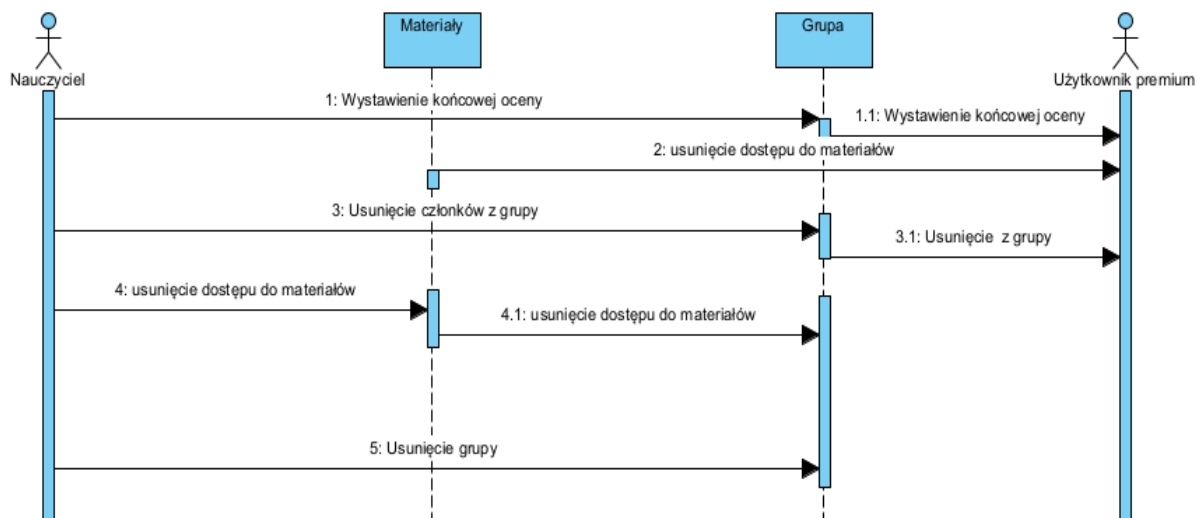 Materiały
Grupa
Nauczyciel
Użytkownik premium
1: Wystawienie końcowej oceny
1.1: Wystawienie końcowej oceny
2: usunięcie dostępu do materiałów
3: Usunięcie członków z grupy
3.1: Usunięcie z grupy
4: usunięcie dostępu do materiałów
4.1: usunięcie dostępu do materiałów
5: Usunięcie grupy